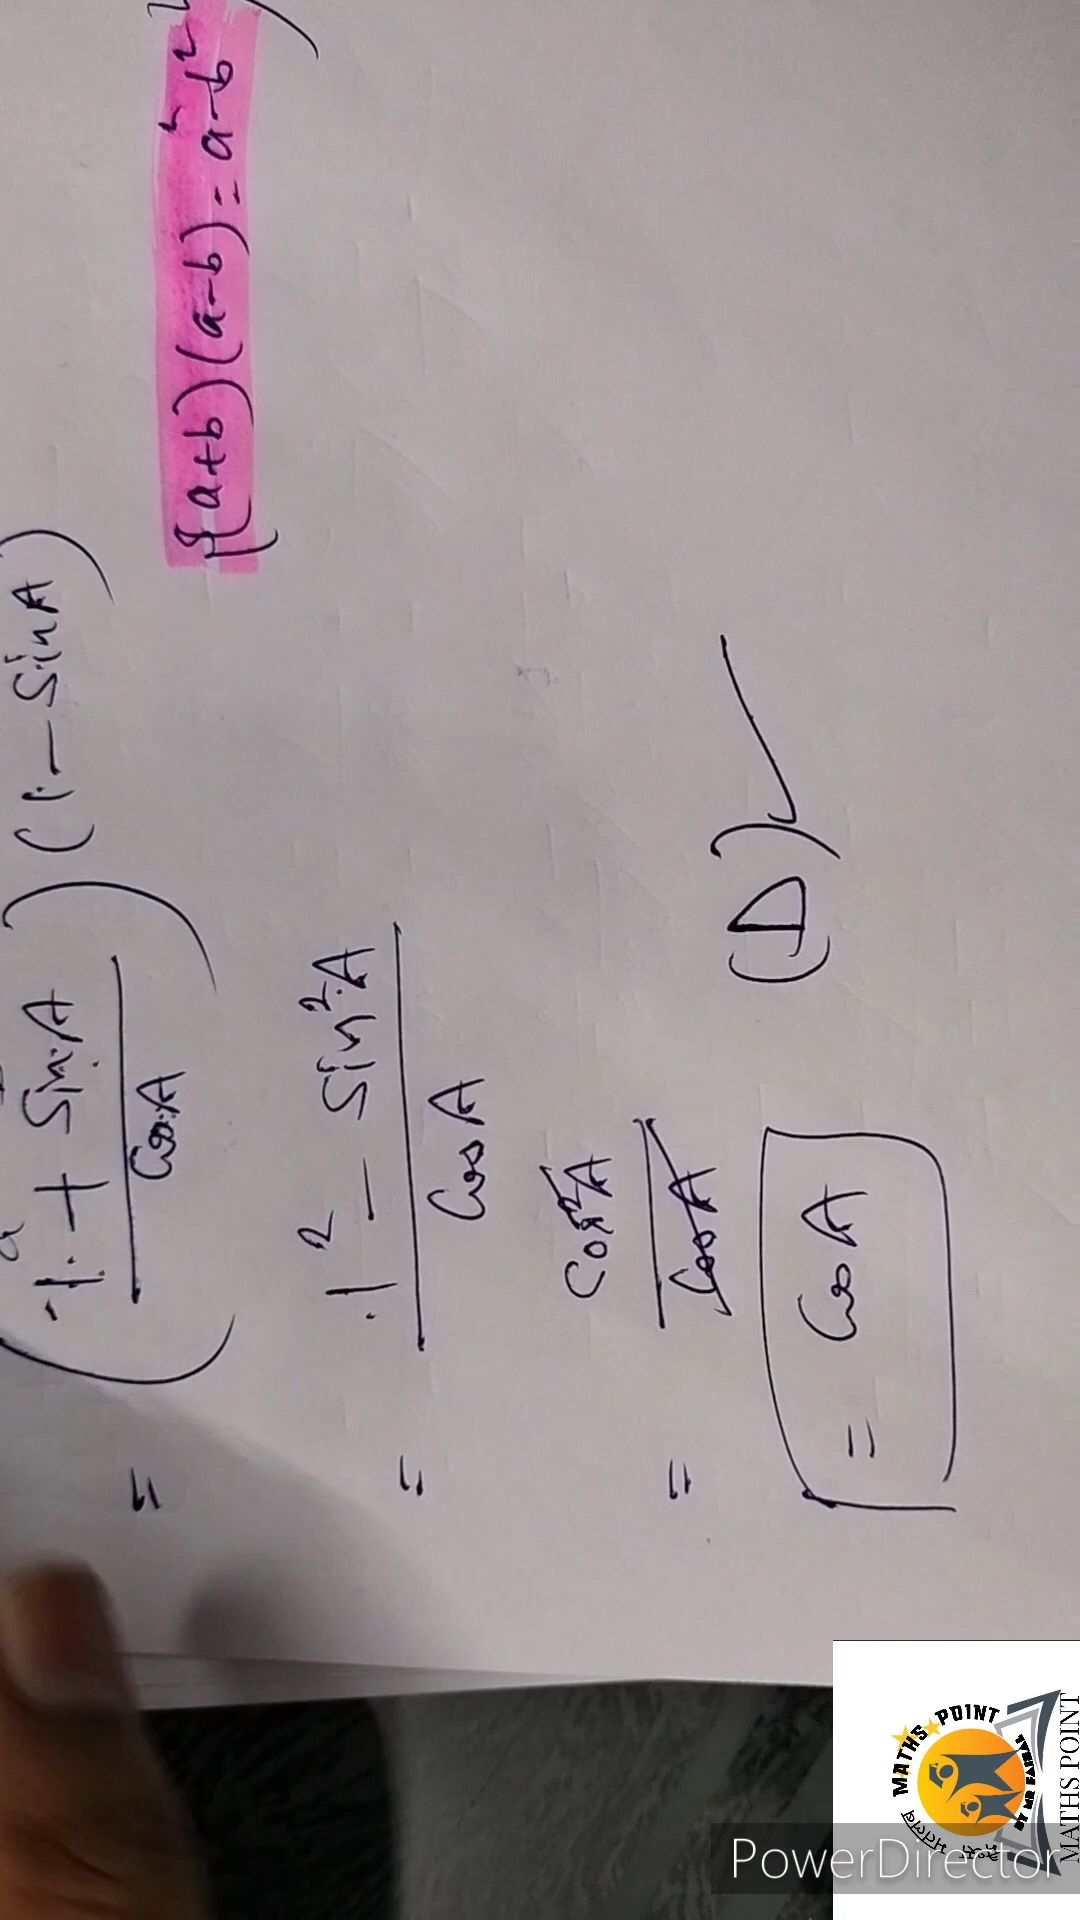 = (1 + SinA / CosA) (1 - SinA)
{(a+b)(a-b) = a²-b²}
= 1² - Sin²A / CosA
= Cos²A / CosA
= CosA (D) ✓
MATHS POINT
MATHS POINT
PowerDirector